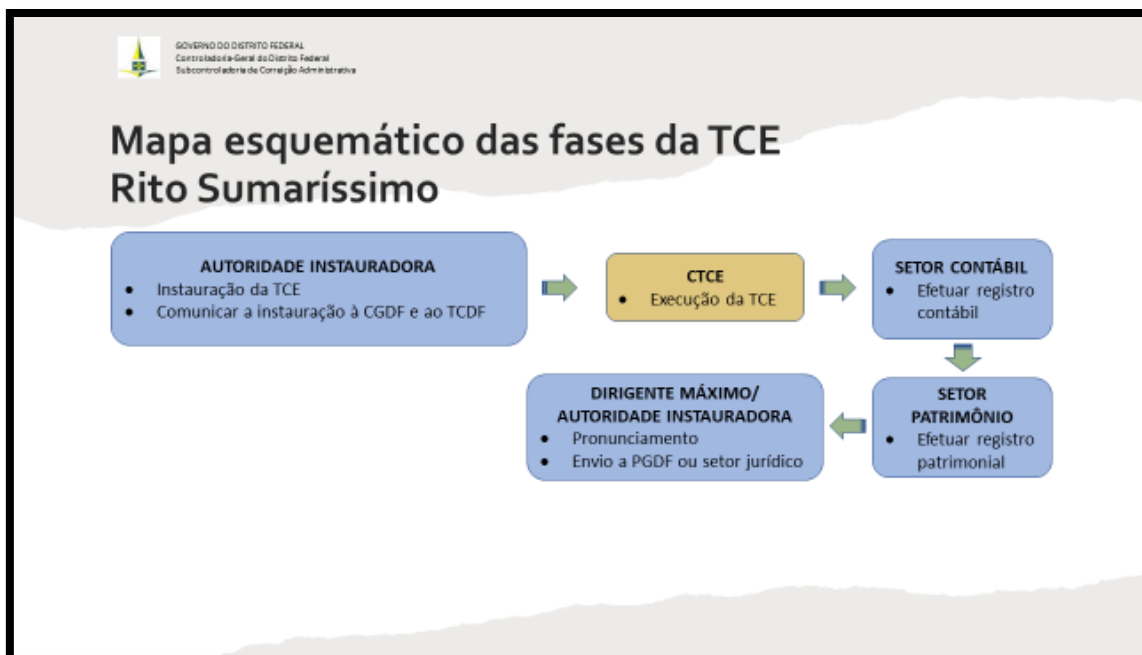 GOVERNO DO DISTRITO FEDERAL
Controladoria-Geral do Distrito Federal
Subcontroladoria de Correição Administrativa
Mapa esquemático das fases da TCE
Rito Sumaríssimo
AUTORIDADE INSTAURADORA
• Instauração da TCE
• Comunicar a instauração à CGDF e ao TCDF
CTCE
• Execução da TCE
SETOR CONTÁBIL
• Efetuar registro
contábil
SETOR
PATRIMÔNIO
• Efetuar registro
patrimonial
DIRIGENTE MÁXIMO/
AUTORIDADE INSTAURADORA
• Pronunciamento
• Envio a PGDF ou setor jurídico